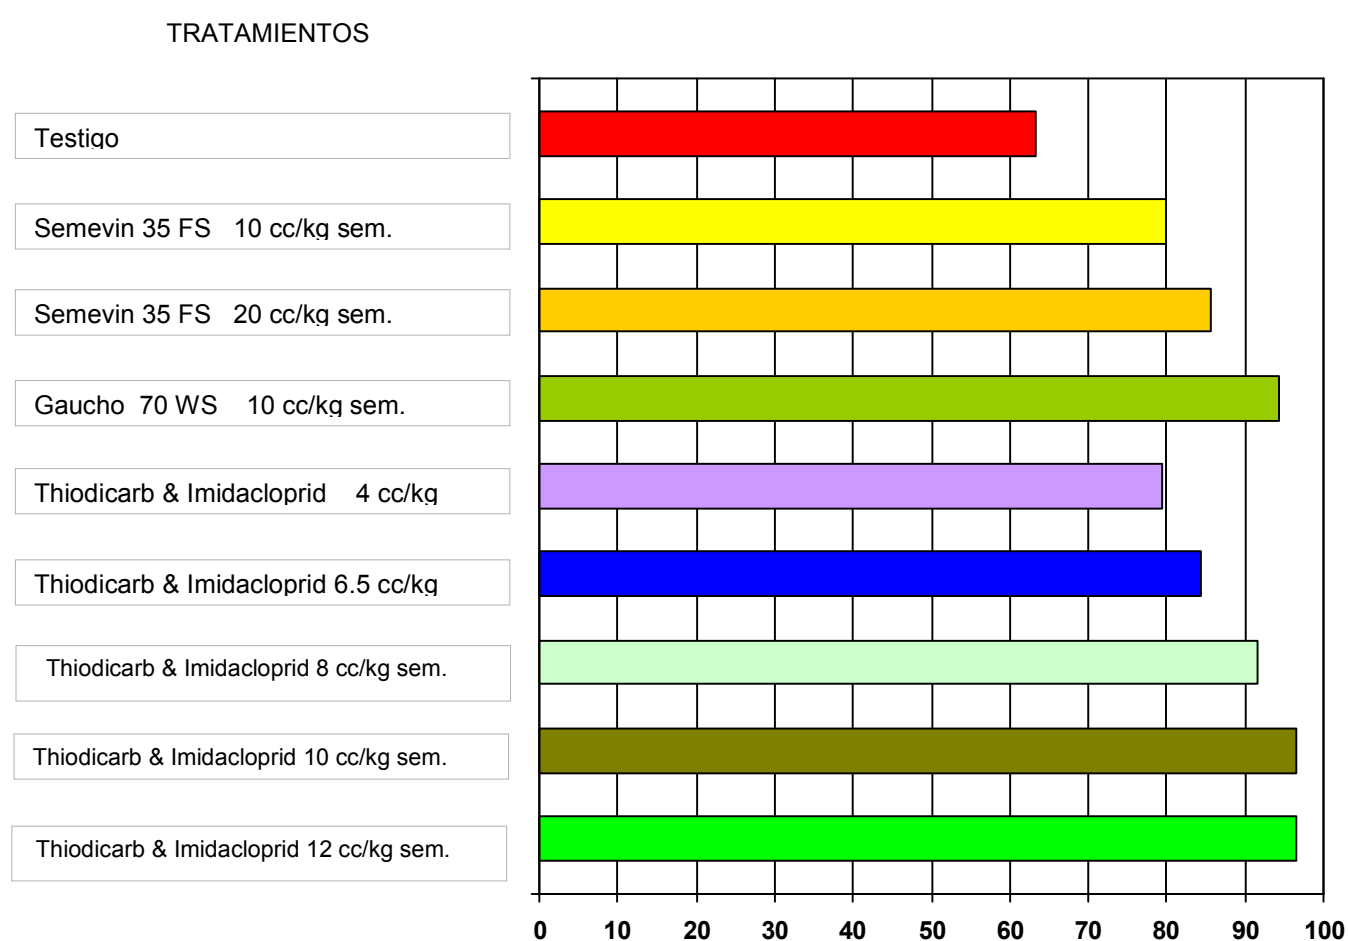 TRATAMIENTOS
Testigo
Semevin 35 FS 10 cc/kg sem.
Semevin 35 FS 20 cc/kg sem.
Gaucho 70 WS 10 cc/kg sem.
Thiodicarb & Imidacloprid 4 cc/kg
Thiodicarb & Imidacloprid 6.5 cc/kg
Thiodicarb & Imidacloprid 8 cc/kg sem.
Thiodicarb & Imidacloprid 10 cc/kg sem.
Thiodicarb & Imidacloprid 12 cc/kg sem.
0 10 20 30 40 50 60 70 80 90 100